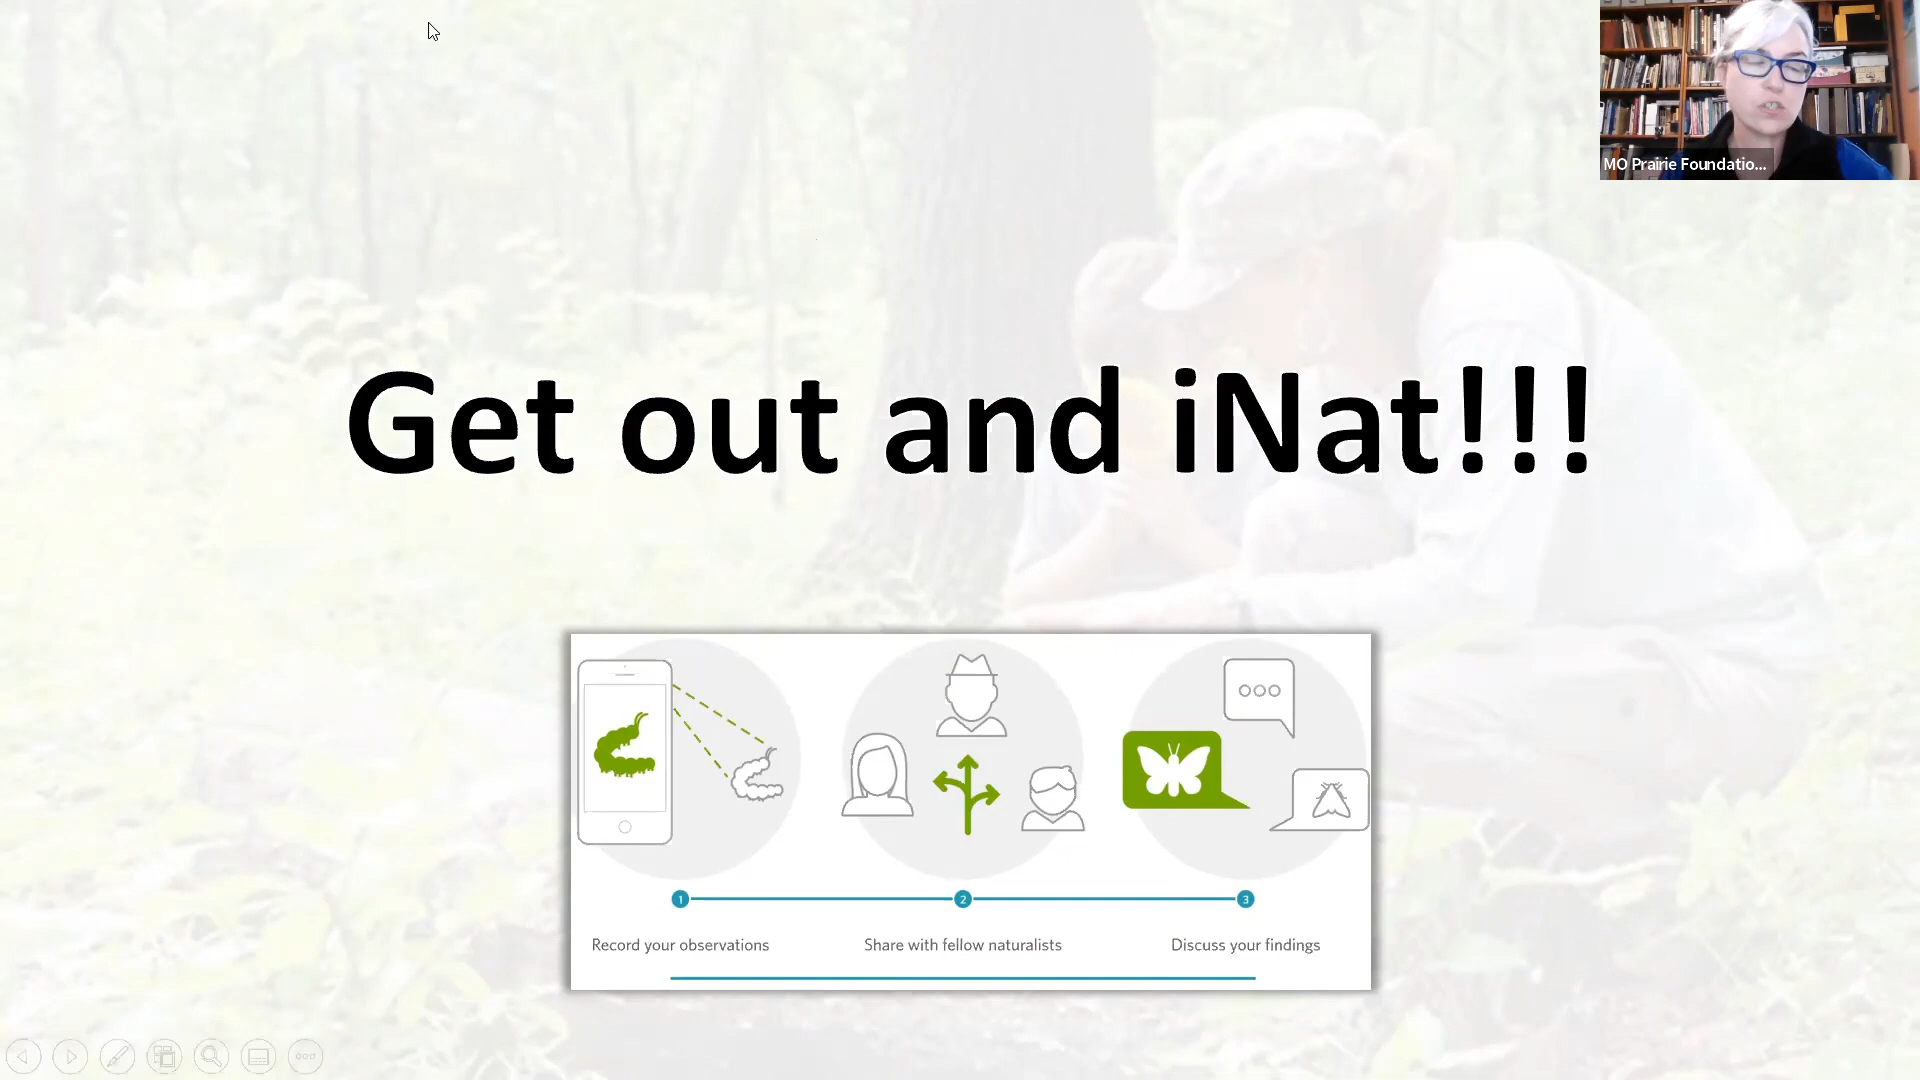 MO Prairie Foundatio...
Get out and iNat!!!
1
2
3
Record your observations
Share with fellow naturalists
Discuss your findings